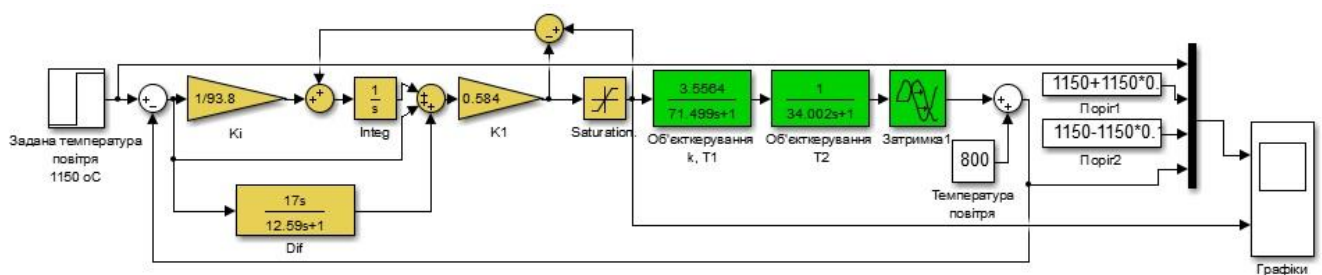 Задана температура
повітря
1150 оС
1/93.8
Ki
1
s
Integ
0.584
K1
Saturation.
3.5564
71.499s+1
Об'єкткерування
k, T1
1
34.002s+1
Об'єкткерування
T2
Затримка1
800
Температура
повітря
1150+1150*0.
Поріг1
1150-1150*0.1
Поріг2
17s
12.59s+1
Dif
Графіки